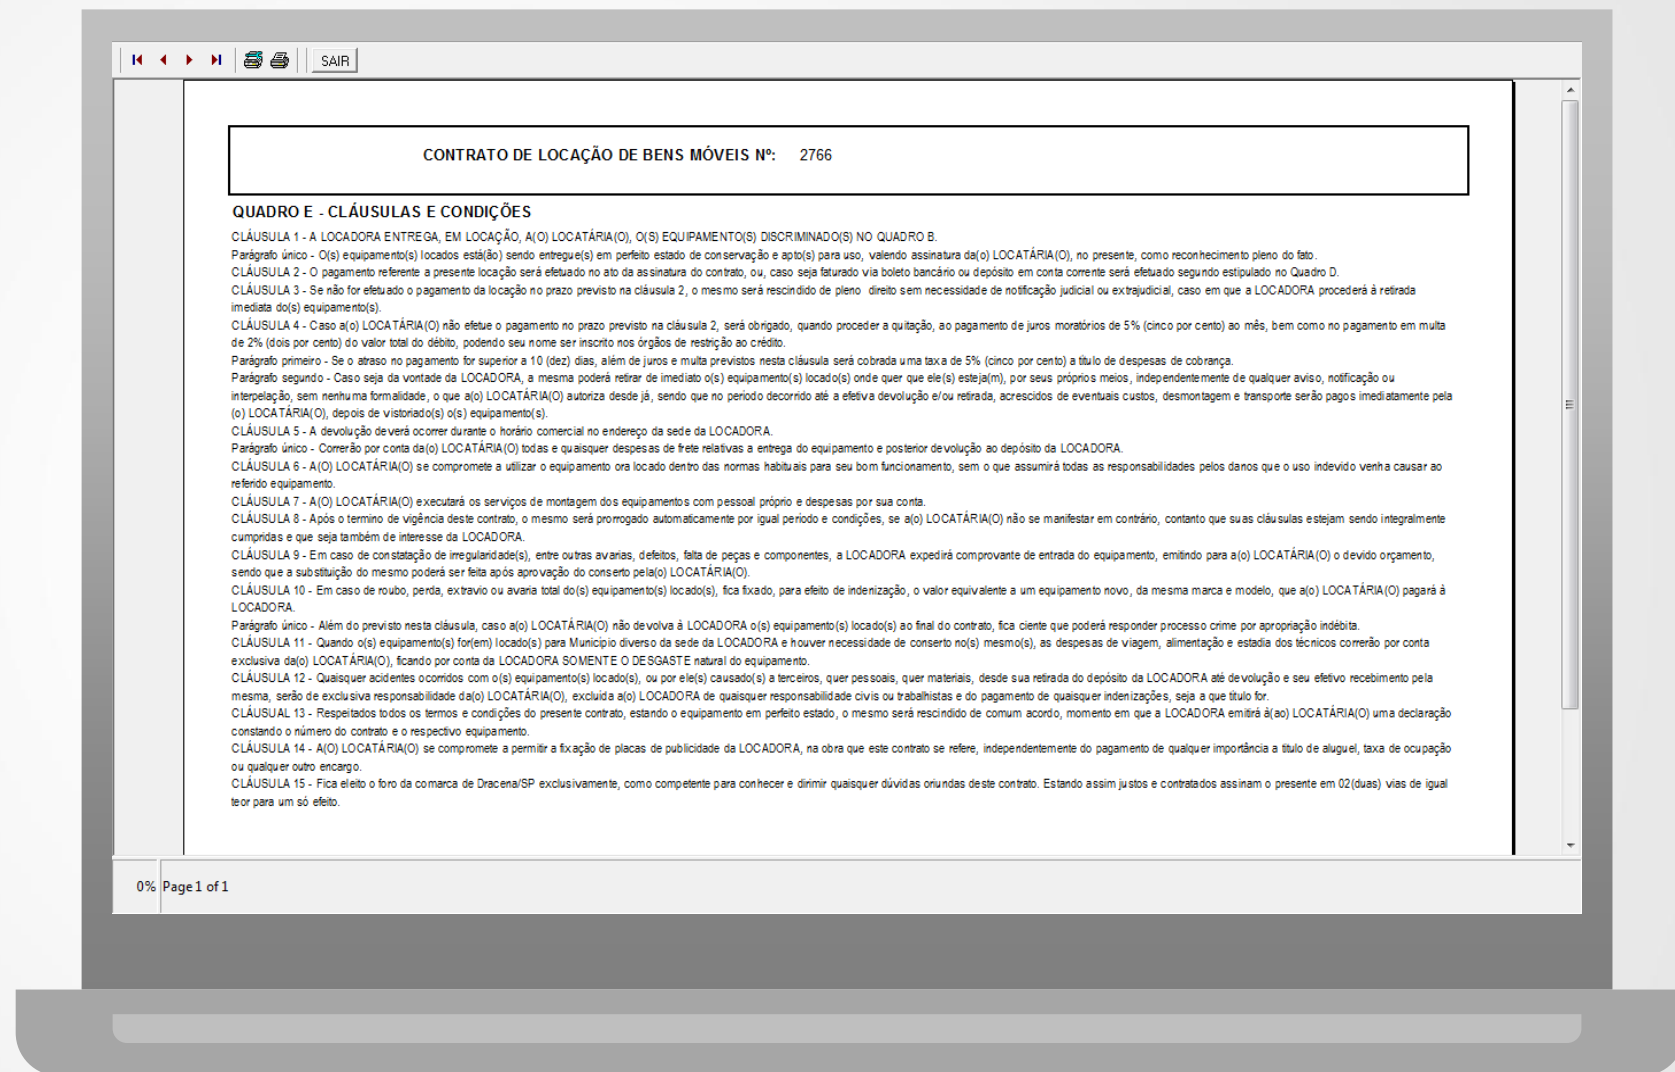 SAIR
CONTRATO DE LOCAÇÃO DE BENS MÓVEIS Nº: 2766
QUADRO E - CLÁUSULAS E CONDIÇÕES
CLÁUSULA 1 - A LOCADORA ENTREGA, EM LOCAÇÃO, A(O) LOCATÁRIA(O), O(S) EQUIPAMENTO(S) DISCRIMINADO(S) NO QUADRO B.
Parágrafo único - O(s) equipamento(s) locados está(ão) sendo entregue(s) em perfeito estado de conservação e apto(s) para uso, valendo assinatura da(o) LOCATÁRIA(O), no presente, como reconhecimento pleno do fato.
CLÁUSULA 2 - O pagamento referente a presente locação será efetuado no ato da assinatura do contrato, ou, caso seja faturado via boleto bancário ou depósito em conta corrente será efetuado segundo estipulado no Quadro D.
CLÁUSULA 3 - Se não for efetuado o pagamento da locação no prazo previsto na cláusula 2, o mesmo será rescindido de pleno direito sem necessidade de notificação judicial ou extrajudicial, caso em que a LOCADORA procederá à retirada
imediata do(s) equipamento(s).
CLÁUSULA 4 - Caso a(o) LOCATÁRIA(O) não efetue o pagamento no prazo previsto na cláusula 2, será obrigado, quando proceder a quitação, ao pagamento de juros moratórios de 5% (cinco por cento) ao mês, bem como no pagamento em multa
de 2% (dois por cento) do valor total do débito, podendo seu nome ser inscrito nos órgãos de restrição ao crédito.
Parágrafo primeiro - Se o atraso no pagamento for superior a 10 (dez) dias, além de juros e multa previstos nesta cláusula será cobrada uma taxa de 5% (cinco por cento) a título de despesas de cobrança.
Parágrafo segundo - Caso seja da vontade da LOCADORA, a mesma poderá retirar de imediato o(s) equipamento(s) locado(s) onde quer que ele(s) esteja(m), por seus próprios meios, independentemente de qualquer aviso, notificação ou
interpelação, sem nenhuma formalidade, o que a(o) LOCATÁRIA(O) autoriza desde já, sendo que no período decorrido até a efetiva devolução e/ou retirada, acrescidos de eventuais custos, desmontagem e transporte serão pagos imediatamente pela
(o) LOCATÁRIA(O), depois de vistoriado(s) o(s) equipamento(s).
CLÁUSULA 5 - A devolução deverá ocorrer durante o horário comercial no endereço da sede da LOCADORA.
Parágrafo único - Correrão por conta da(o) LOCATÁRIA(O) todas e quaisquer despesas de frete relativas a entrega do equipamento e posterior devolução ao depósito da LOCADORA.
CLÁUSULA 6 - A(O) LOCATÁRIA(O) se compromete a utilizar o equipamento ora locado dentro das normas habituais para seu bom funcionamento, sem o que assumirá todas as responsabilidades pelos danos que o uso indevido venha causar ao
referido equipamento.
CLÁUSULA 7 - A(O) LOCATÁRIA(O) executará os serviços de montagem dos equipamentos com pessoal próprio e despesas por sua conta.
CLÁUSULA 8 - Após o termino de vigência deste contrato, o mesmo será prorrogado automaticamente por igual período e condições, se a(o) LOCATÁRIA(O) não se manifestar em contrário, contanto que suas cláusulas estejam sendo integralmente
cumpridas e que seja também de interesse da LOCADORA.
CLÁUSULA 9 - Em caso de constatação de irregularidade(s), entre outras avarias, defeitos, falta de peças e componentes, a LOCADORA expedirá comprovante de entrada do equipamento, emitindo para a(o) LOCATÁRIA(O) o devido orçamento,
sendo que a substituição do mesmo poderá ser feita após aprovação do conserto pela(o) LOCATÁRIA(O).
CLÁUSULA 10 - Em caso de roubo, perda, extravio ou avaria total do(s) equipamento(s) locado(s), fica fixado, para efeito de indenização, o valor equivalente a um equipamento novo, da mesma marca e modelo, que a(o) LOCATÁRIA(O) pagará à
LOCADORA.
Parágrafo único - Além do previsto nesta cláusula, caso a(o) LOCATÁRIA(O) não devolva à LOCADORA o(s) equipamento(s) locado(s) ao final do contrato, fica ciente que poderá responder processo crime por apropriação indébita.
CLÁUSULA 11 - Quando o(s) equipamento(s) for(em) locado(s) para Município diverso da sede da LOCADORA e houver necessidade de conserto no(s) mesmo(s), as despesas de viagem, alimentação e estadia dos técnicos correrão por conta
exclusiva da(o) LOCATÁRIA(O), ficando por conta da LOCADORA SOMENTE O DESGASTE natural do equipamento.
CLÁUSULA 12 - Quaisquer acidentes ocorridos com o(s) equipamento(s) locado(s), ou por ele(s) causado(s) a terceiros, quer pessoais, quer materiais, desde sua retirada do depósito da LOCADORA até devolução e seu efetivo recebimento pela
mesma, serão de exclusiva responsabilidade da(o) LOCATÁRIA(O), excluída a(o) LOCADORA de quaisquer responsabilidade civis ou trabalhistas e do pagamento de quaisquer indenizações, seja a que título for.
CLÁUSUAL 13 - Respeitados todos os termos e condições do presente contrato, estando o equipamento em perfeito estado, o mesmo será rescindido de comum acordo, momento em que a LOCADORA emitirá à(ao) LOCATÁRIA(O) uma declaração
constando o número do contrato e o respectivo equipamento.
CLÁUSULA 14 - A(O) LOCATÁRIA(O) se compromete a permitir a fixação de placas de publicidade da LOCADORA, na obra que este contrato se refere, independentemente do pagamento de qualquer importância a título de aluguel, taxa de ocupação
ou qualquer outro encargo.
CLÁUSULA 15 - Fica eleito o foro da comarca de Dracena/SP exclusivamente, como competente para conhecer e dirimir quaisquer dúvidas oriundas deste contrato. Estando assim justos e contratados assinam o presente em 02(duas) vias de igual
teor para um só efeito.
0% Page 1 of 1